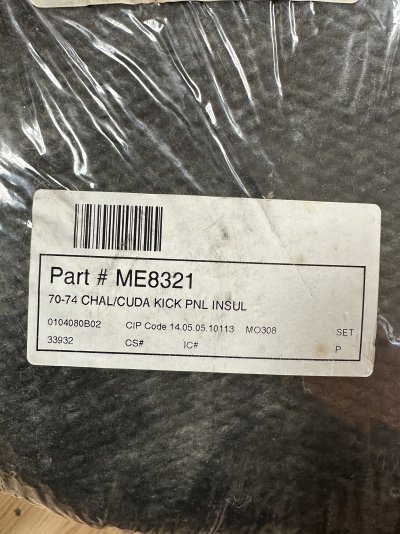 Part # ME8321
70-74 CHAL/CUDA KICK PNL INSUL
0104080B02 CIP Code 14.05.05.10113 MO308 SET
33932 CS# IC# P